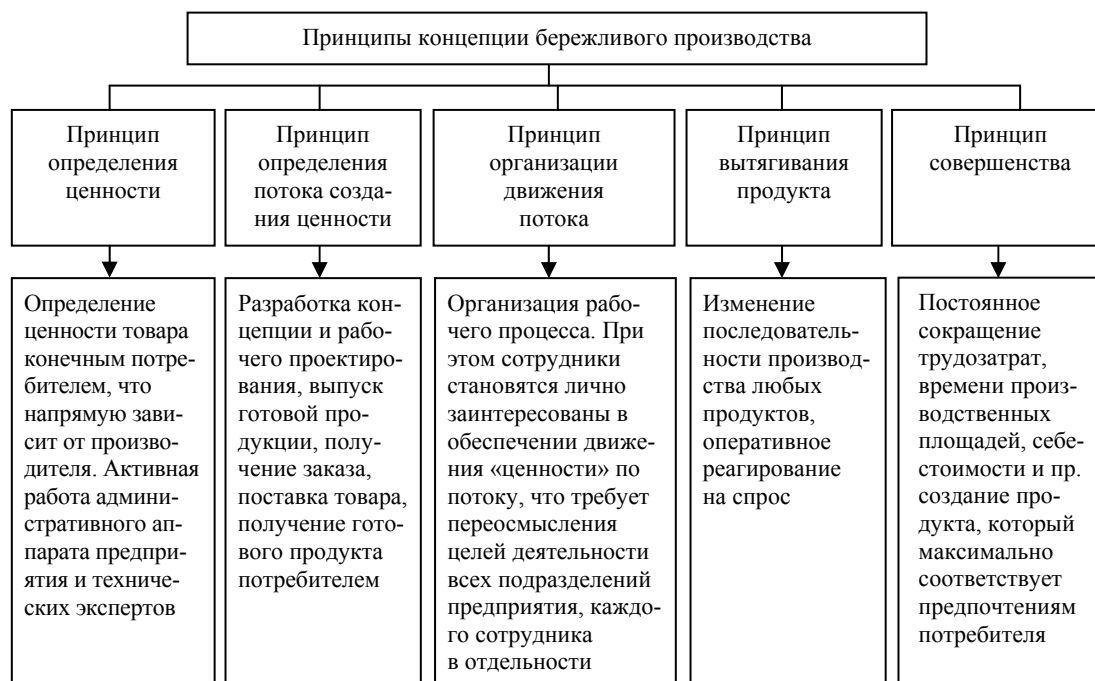 Принципы концепции бережливого производства
Принцип
определения
ценности
Принцип
определения
потока созда-
ния ценности
Принцип
организации
движения
потока
Принцип
вытягивания
продукта
Принцип
совершенства
Определение
ценности товара
конечным потре-
бителем, что
напрямую зави-
сит от произво-
дителя. Активная
работа админи-
стративного ап-
парата предпри-
ятия и техниче-
ских экспертов
Разработка кон-
цепции и рабо-
чего проектиро-
вания, выпуск
готовой про-
дукции, полу-
чение заказа,
поставка товара,
получение гото-
вого продукта
потребителем
Организация рабо-
чего процесса. При
этом сотрудники
становятся лично
заинтересованы в
обеспечении движе-
ния «ценности» по
потоку, что требует
переосмысления
целей деятельности
всех подразделений
предприятия, каждо-
го сотрудника
в отдельности
Изменение
последователь-
ности производ-
ства любых
продуктов,
оперативное
реагирование
на спрос
Постоянное
сокращение
трудозатрат,
времени произ-
водственных
площадей, себе-
стоимости и пр.
создание про-
дукта, который
максимально
соответствует
предпочтениям
потребителя